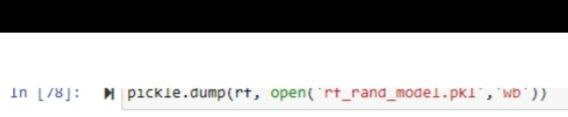 In [78]: pickle.dump(rf, open('rf_rand_model.pkl','wb'))